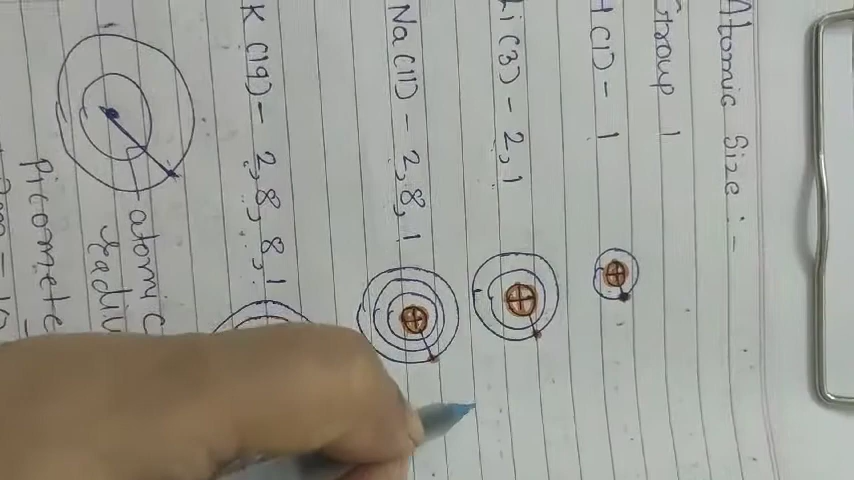 Atomic Size :-
Group 1
H(1) - 1
Li(3) - 2,1
Na(11) - 2,8,1
K(19) - 2,8,8,1
atomic
Picomete